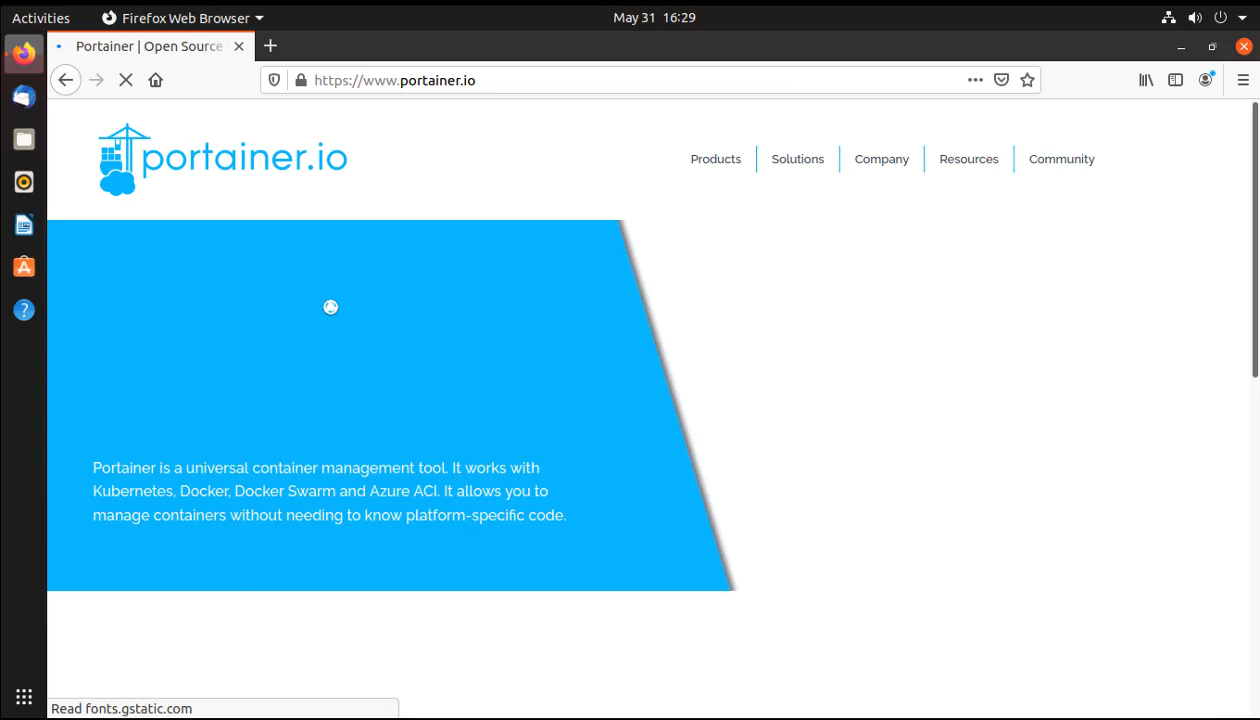 Activities
Firefox Web Browser
May 31 16:29
Portainer | Open Source
https://www.portainer.io
portainer.io
Products
Solutions
Company
Resources
Community
Portainer is a universal container management tool. It works with
Kubernetes, Docker, Docker Swarm and Azure ACI. It allows you to
manage containers without needing to know platform-specific code.
Read fonts.gstatic.com